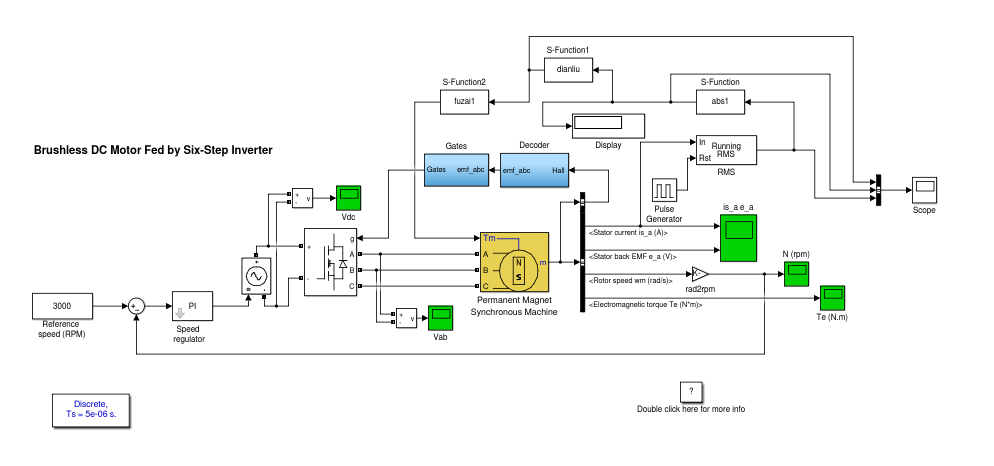 S-Function1
dianliu
S-Function2
fuzai1
S-Function
abs1
Display
In
Rst
Running
RMS
RMS
Brushless DC Motor Fed by Six-Step Inverter
Gates
Gates emf_abc
Decoder
emf_abc Hall
Pulse
Generator
Scope
is_a e_a
+
-
v
Vdc
g
A
B
C
+
-
Tm
A
B
C
m
N
S
Permanent Magnet
Synchronous Machine
<Stator current is_a (A)>
<Stator back EMF e_a (V)>
<Rotor speed wm (rad/s)>
<Electromagnetic torque Te (N*m)>
K-
rad2rpm
N (rpm)
Te (N.m)
3000
Reference
speed (RPM)
PI
Speed
regulator
+
-
v
Vab
Discrete,
Ts = 5e-06 s.
?
Double click here for more info